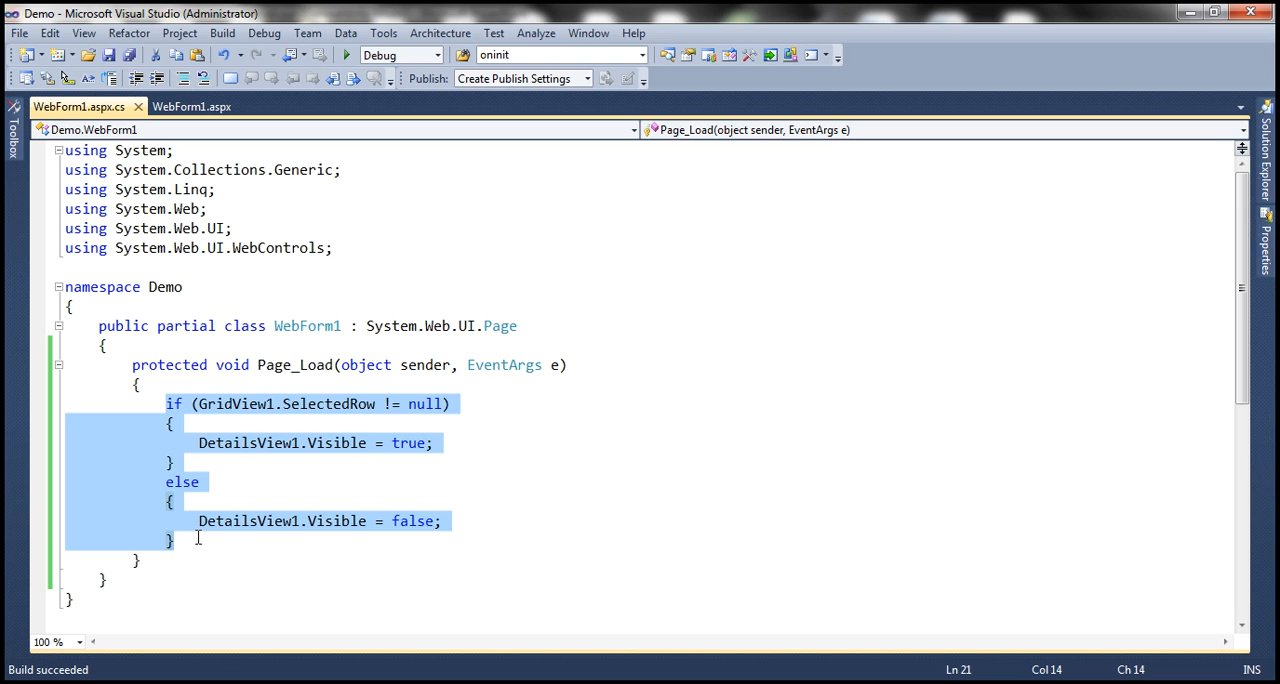 Demo - Microsoft Visual Studio (Administrator)
File Edit View Refactor Project Build Debug Team Data Tools Architecture Test Analyze Window Help
Debug oninit
Publish: Create Publish Settings
WebForm1.aspx.cs WebForm1.aspx
Demo.WebForm1 Page_Load(object sender, EventArgs e)
Toolbox
Solution Explorer
Properties
using System;
using System.Collections.Generic;
using System.Linq;
using System.Web;
using System.Web.UI;
using System.Web.UI.WebControls;
namespace Demo
{
public partial class WebForm1 : System.Web.UI.Page
{
protected void Page_Load(object sender, EventArgs e)
{
if (GridView1.SelectedRow != null)
{
DetailsView1.Visible = true;
}
else
{
DetailsView1.Visible = false;
}
}
}
}
100 %
Build succeeded Ln 21 Col 14 Ch 14 INS